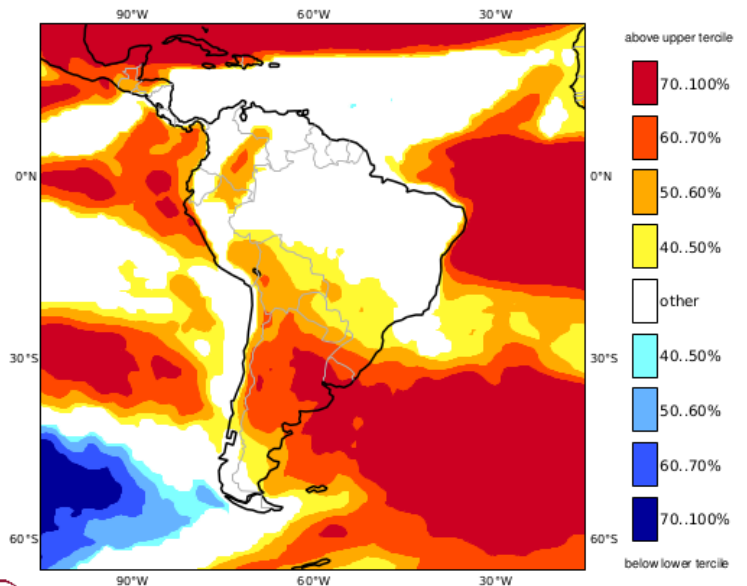 90°W 60°W 30°W
above upper tercile
70..100%
60..70%
50..60%
40..50%
other
40..50%
50..60%
60..70%
70..100%
below lower tercile
0°N 0°N
30°S 30°S
60°S 60°S
90°W 60°W 30°W